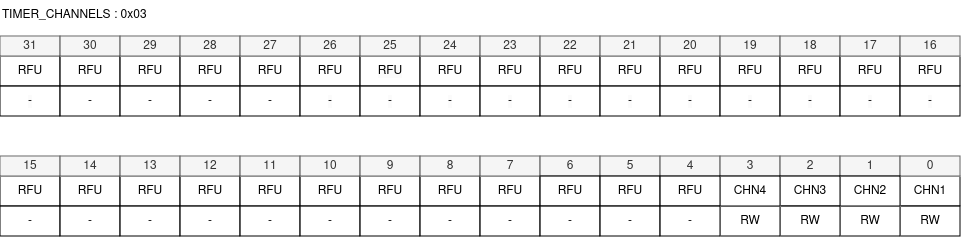 TIMER_CHANNELS : 0x03
31 30 29 28 27 26 25 24 23 22 21 20 19 18 17 16
RFU RFU RFU RFU RFU RFU RFU RFU RFU RFU RFU RFU RFU RFU RFU RFU
- - - - - - - - - - - - - - - -
15 14 13 12 11 10 9 8 7 6 5 4 3 2 1 0
RFU RFU RFU RFU RFU RFU RFU RFU RFU RFU RFU RFU CHN4 CHN3 CHN2 CHN1
- - - - - - - - - - - - RW RW RW RW